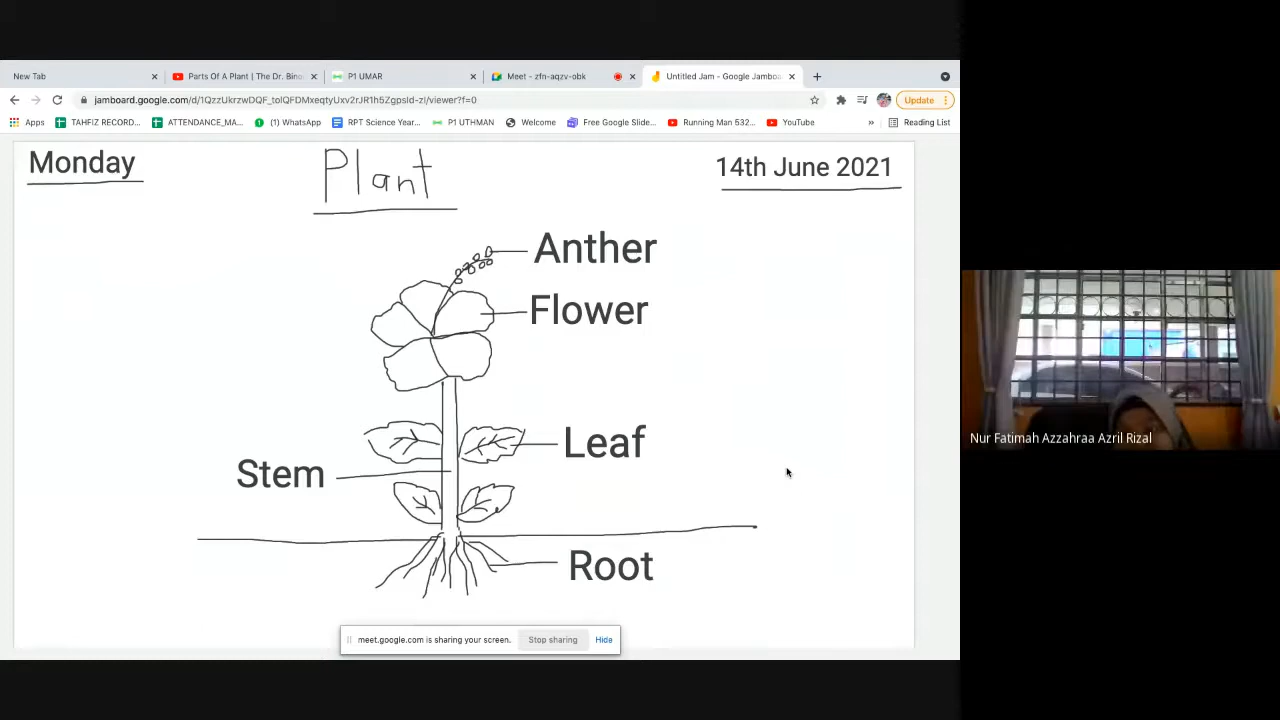 New Tab
Parts Of A Plant | The Dr. Bino
P1 UMAR
Meet - zfn-aqzv-obk
Untitled Jam - Google Jamboa
Update
Apps
TAHFIZ RECORD...
ATTENDANCE_MA...
(1) WhatsApp
RPT Science Year...
P1 UTHMAN
Welcome
Free Google Slide...
Running Man 532...
YouTube
»
Reading List
Monday
Plant
14th June 2021
Anther
Flower
Leaf
Stem
Root
meet.google.com is sharing your screen.
Stop sharing
Hide
Nur Fatimah Azzahraa Azril Rizal